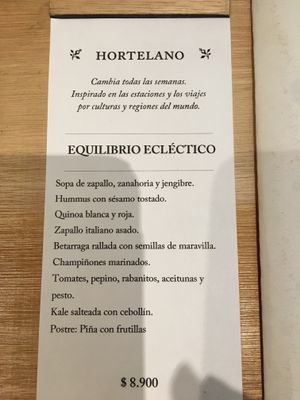 HORTELANO
Cambia todas las semanas.
Inspirado en las estaciones y los viajes
por culturas y regiones del mundo.
EQUILIBRIO ECLÉCTICO
Sopa de zapallo, zanahoria y jengibre.
Hummus con sésamo tostado.
Quinoa blanca y roja.
Zapallo italiano asado.
Betarraga rallada con semillas de maravilla.
Champiñones marinados.
Tomates, pepino, rabanitos, aceitunas y
pesto.
Kale salteada con cebollín.
Postre: Piña con frutillas
$ 8.900